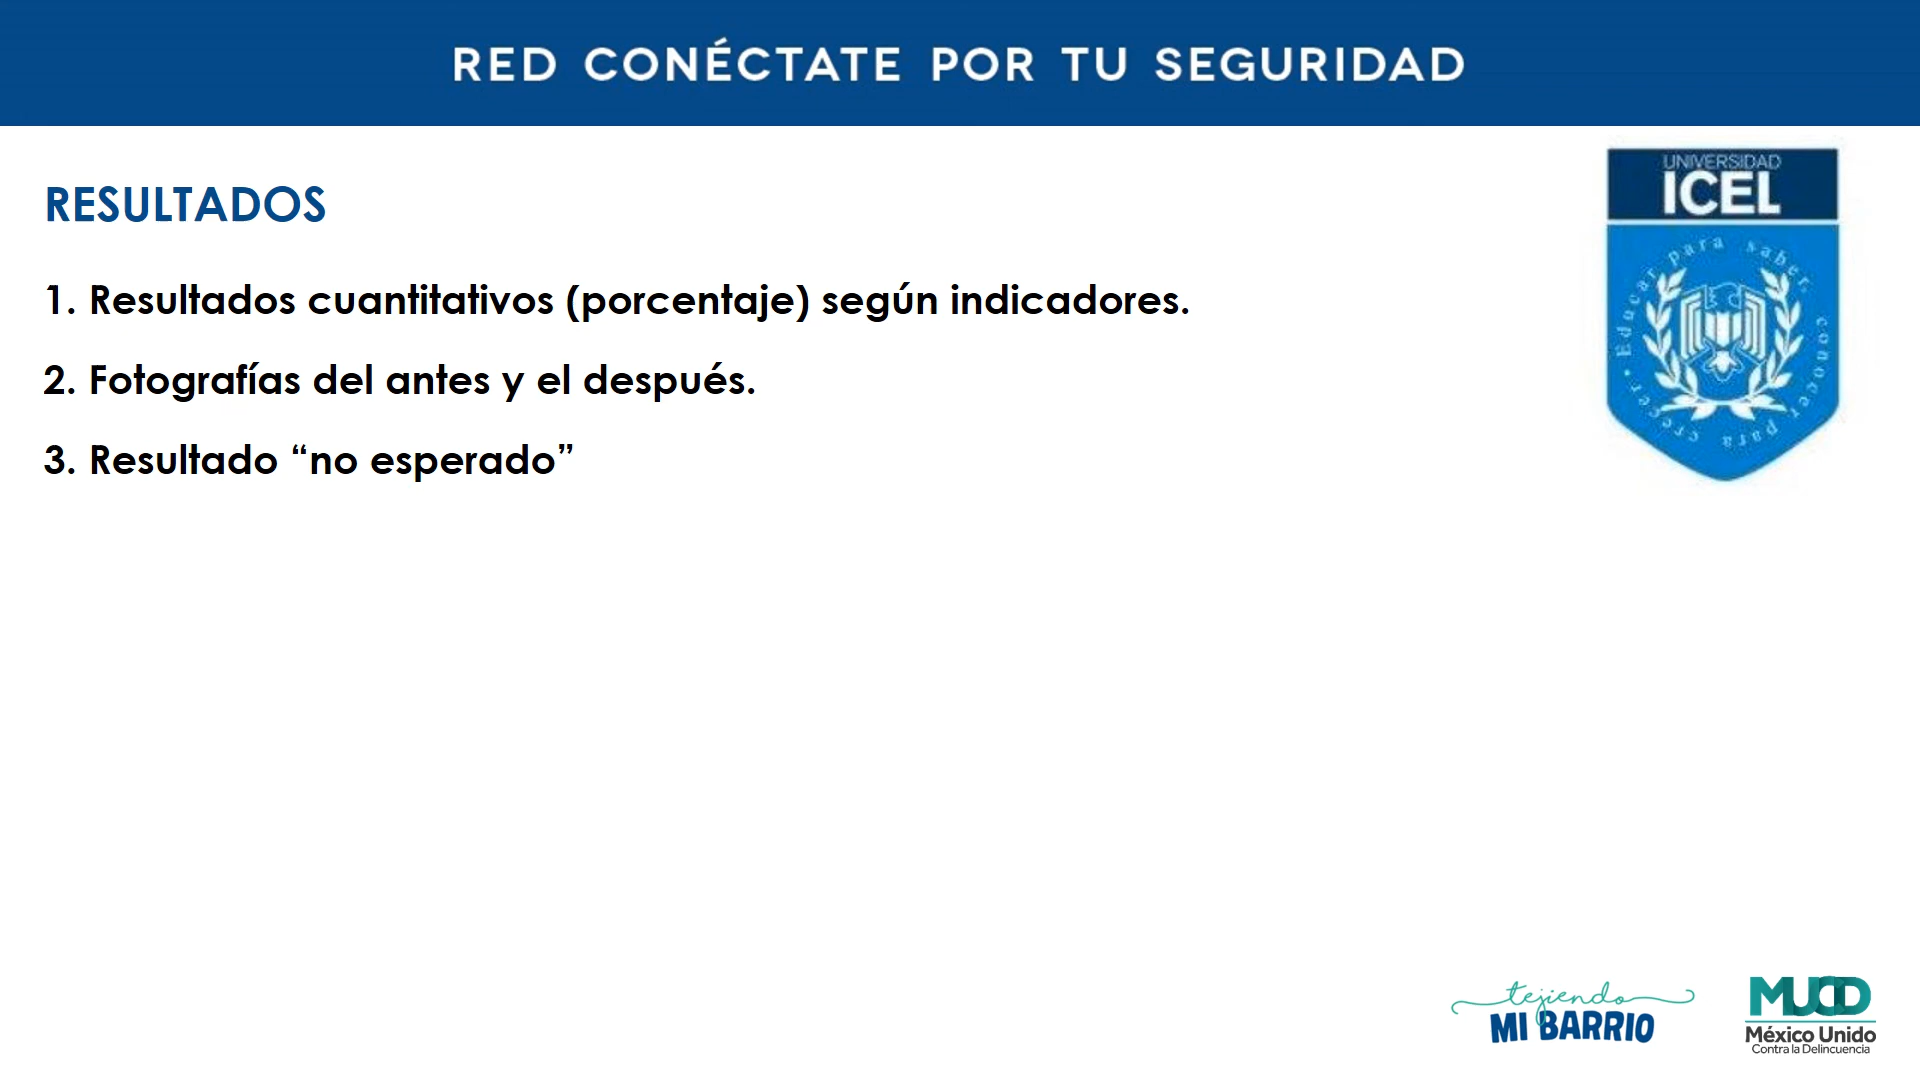 RED CONÉCTATE POR TU SEGURIDAD
UNIVERSIDAD
ICEL
Educar para saber, conocer para crecer •
RESULTADOS
1. Resultados cuantitativos (porcentaje) según indicadores.
2. Fotografías del antes y el después.
3. Resultado “no esperado”
tejiendo
MI BARRIO
MUCD
México Unido
Contra la Delincuencia